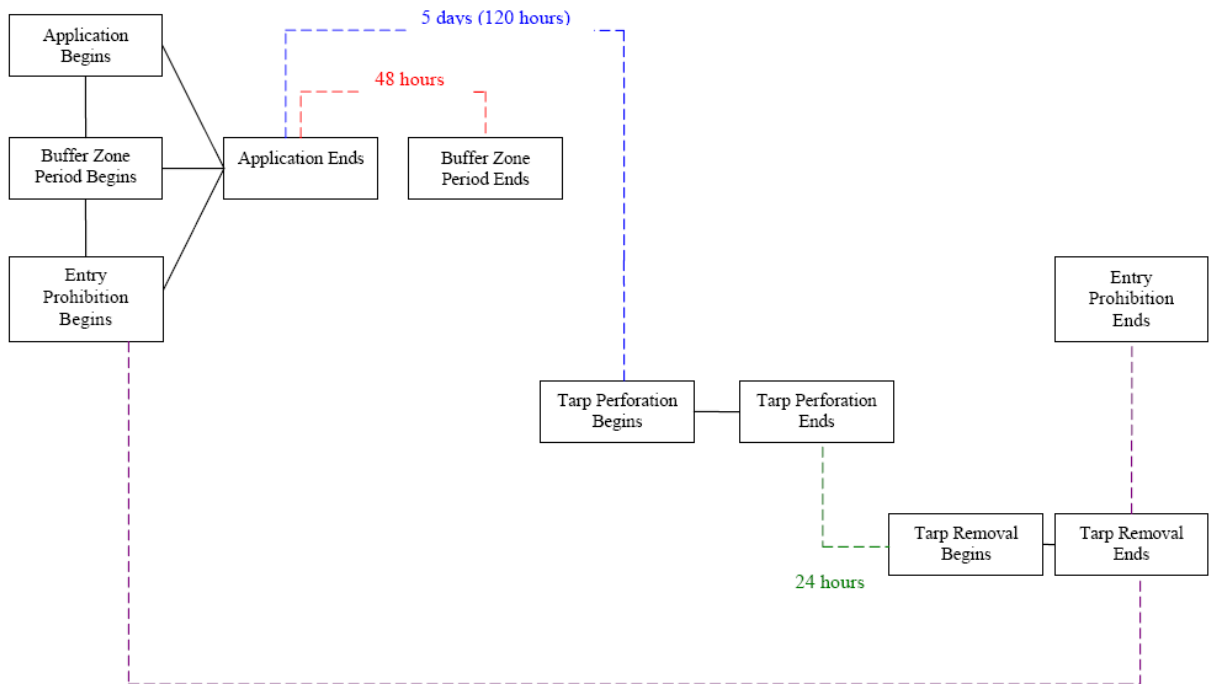 5 days (120 hours)
Application
Begins
48 hours
Buffer Zone
Period Begins
Application Ends
Buffer Zone
Period Ends
Entry
Prohibition
Begins
Entry
Prohibition
Ends
Tarp Perforation
Begins
Tarp Perforation
Ends
Tarp Removal
Begins
Tarp Removal
Ends
24 hours